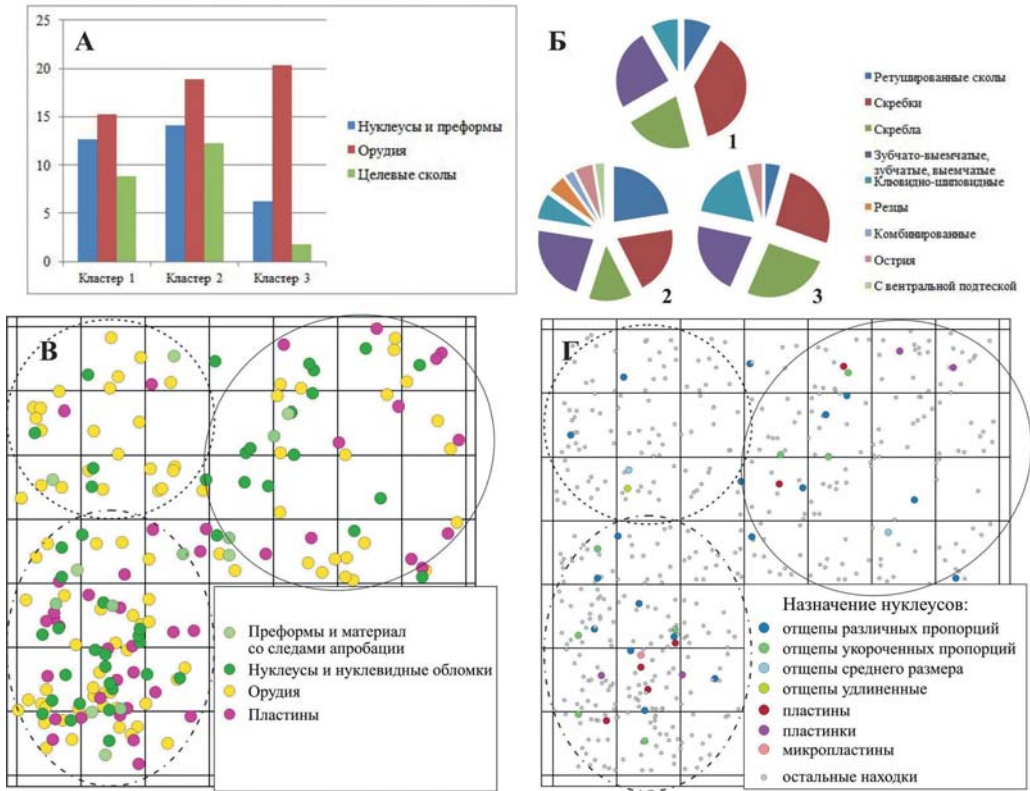 А
25
20
15
10
5
0
Кластер 1
Кластер 2
Кластер 3
Нуклеусы и преформы
Орудия
Целевые сколы
Б
1
2
3
Ретушированные сколы
Скребки
Скребла
Зубчато-выемчатые,
зубчатые, выемчатые
Клювидно-шиповидные
Резцы
Комбинированные
Острия
С вентральной подтеской
В
Преформы и материал
со следами апробации
Нуклеусы и нуклевидные обломки
Орудия
Пластины
Г
Назначение нуклеусов:
отщепы различных пропорций
отщепы укороченных пропорций
отщепы среднего размера
отщепы удлиненные
пластины
пластинки
микропластины
остальные находки